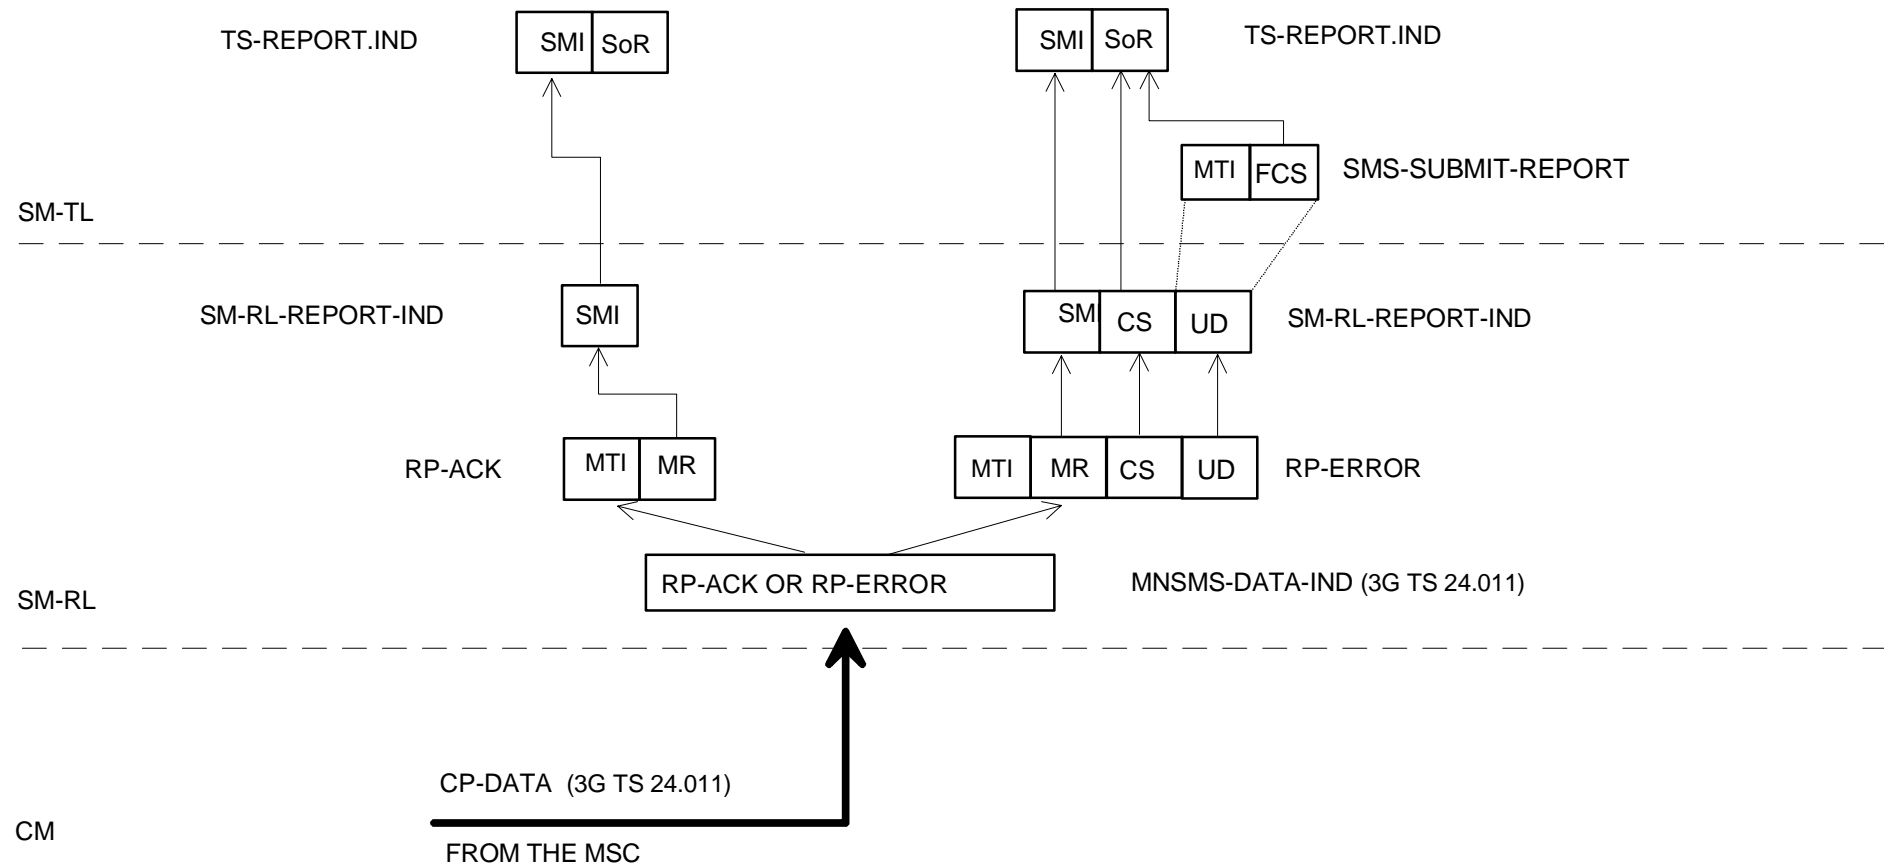 TS-REPORT.IND SMI SoR SMI SoR TS-REPORT.IND
MTI FCS SMS-SUBMIT-REPORT
SM-TL
SM-RL-REPORT-IND SMI SMI CS UD SM-RL-REPORT-IND
RP-ACK MTI MR MTI MR CS UD RP-ERROR
RP-ACK OR RP-ERROR MNSMS-DATA-IND (3G TS 24.011)
SM-RL
CP-DATA (3G TS 24.011)
CM
FROM THE MSC